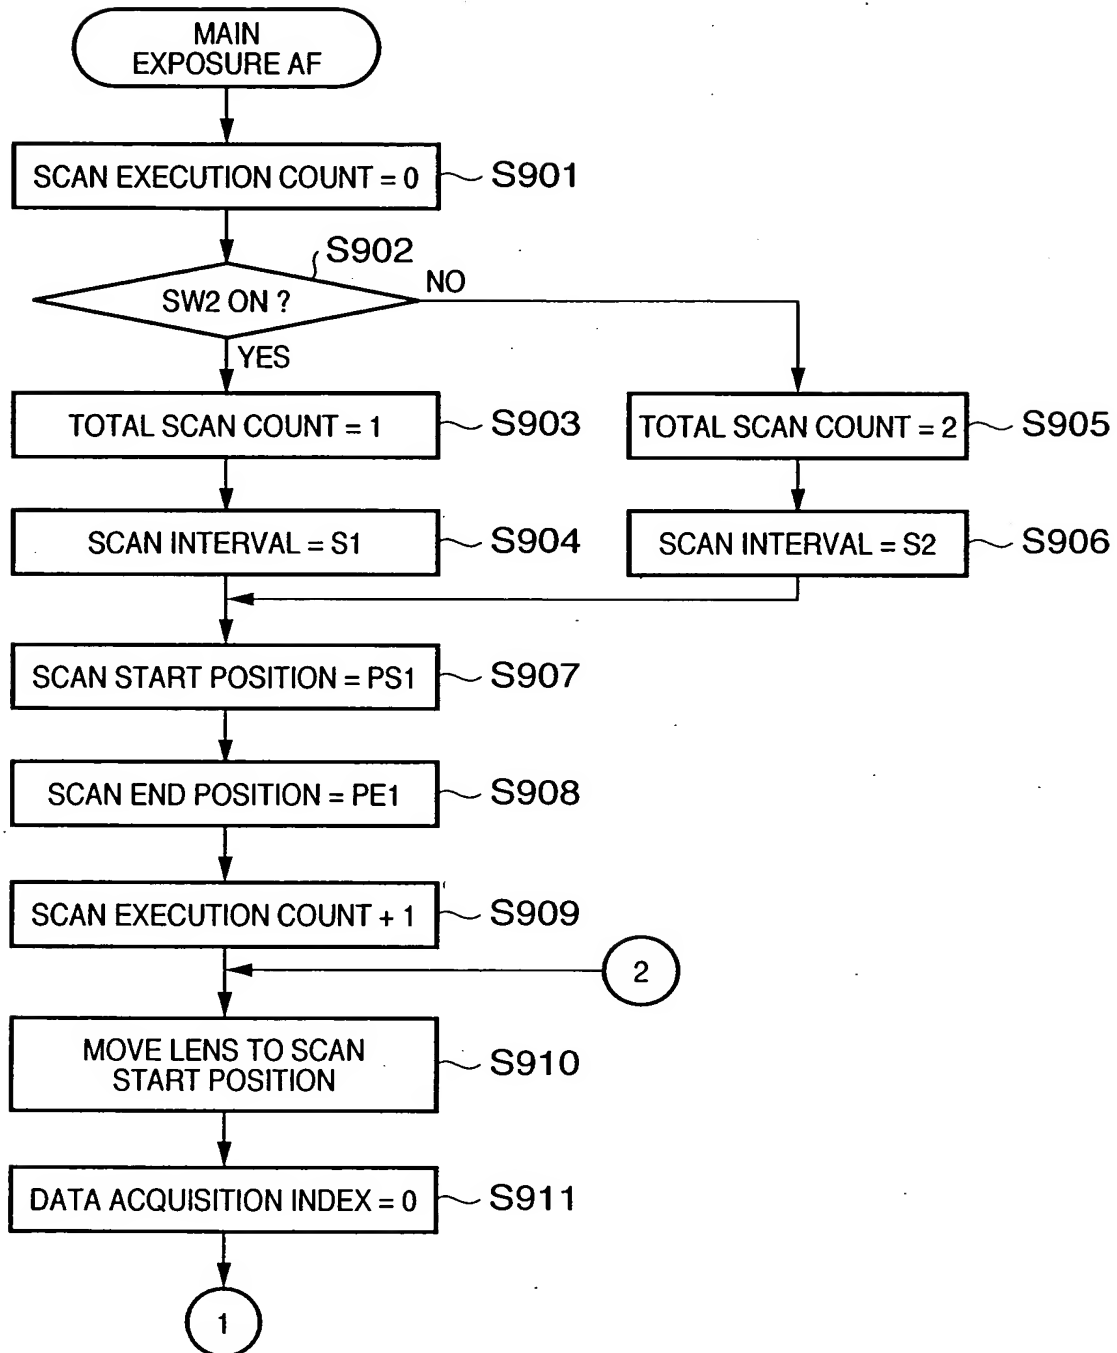 MAIN
EXPOSURE AF
SCAN EXECUTION COUNT = 0
S901
S902
SW2 ON ?
NO
YES
TOTAL SCAN COUNT = 1
S903
TOTAL SCAN COUNT = 2
S905
SCAN INTERVAL = S1
S904
SCAN INTERVAL = S2
S906
SCAN START POSITION = PS1
S907
SCAN END POSITION = PE1
S908
SCAN EXECUTION COUNT + 1
S909
2
MOVE LENS TO SCAN
START POSITION
S910
DATA ACQUISITION INDEX = 0
S911
1